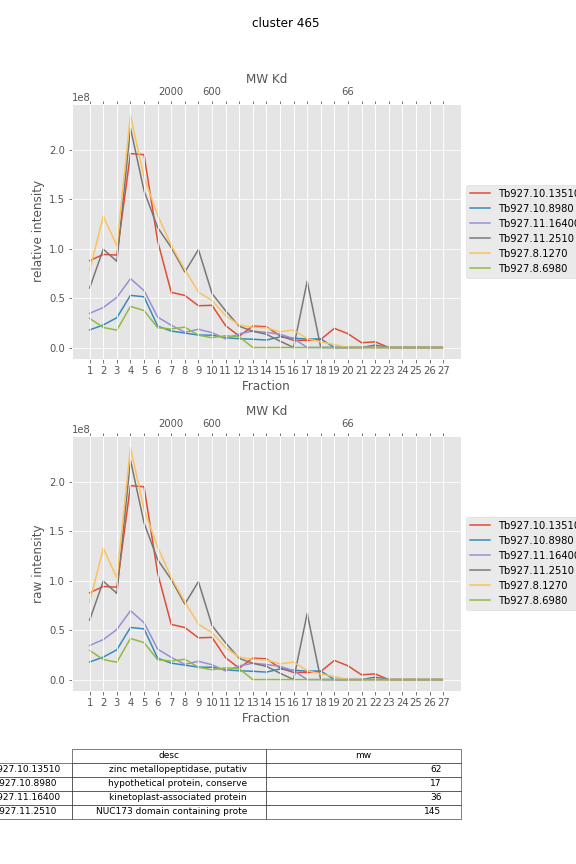 cluster 465
MW Kd
2000 600 66
1e8
relative intensity
2.0
1.5
1.0
0.5
0.0
Tb927.10.13510
Tb927.10.8980
Tb927.11.16400
Tb927.11.2510
Tb927.8.1270
Tb927.8.6980
1 2 3 4 5 6 7 8 9 10 11 12 13 14 15 16 17 18 19 20 21 22 23 24 25 26 27
Fraction
MW Kd
2000 600 66
1e8
raw intensity
2.0
1.5
1.0
0.5
0.0
Tb927.10.13510
Tb927.10.8980
Tb927.11.16400
Tb927.11.2510
Tb927.8.1270
Tb927.8.6980
1 2 3 4 5 6 7 8 9 10 11 12 13 14 15 16 17 18 19 20 21 22 23 24 25 26 27
Fraction
desc mw
927.10.13510 zinc metallopeptidase, putativ 62
927.10.8980 hypothetical protein, conserve 17
927.11.16400 kinetoplast-associated protein 36
927.11.2510 NUC173 domain containing prote 145